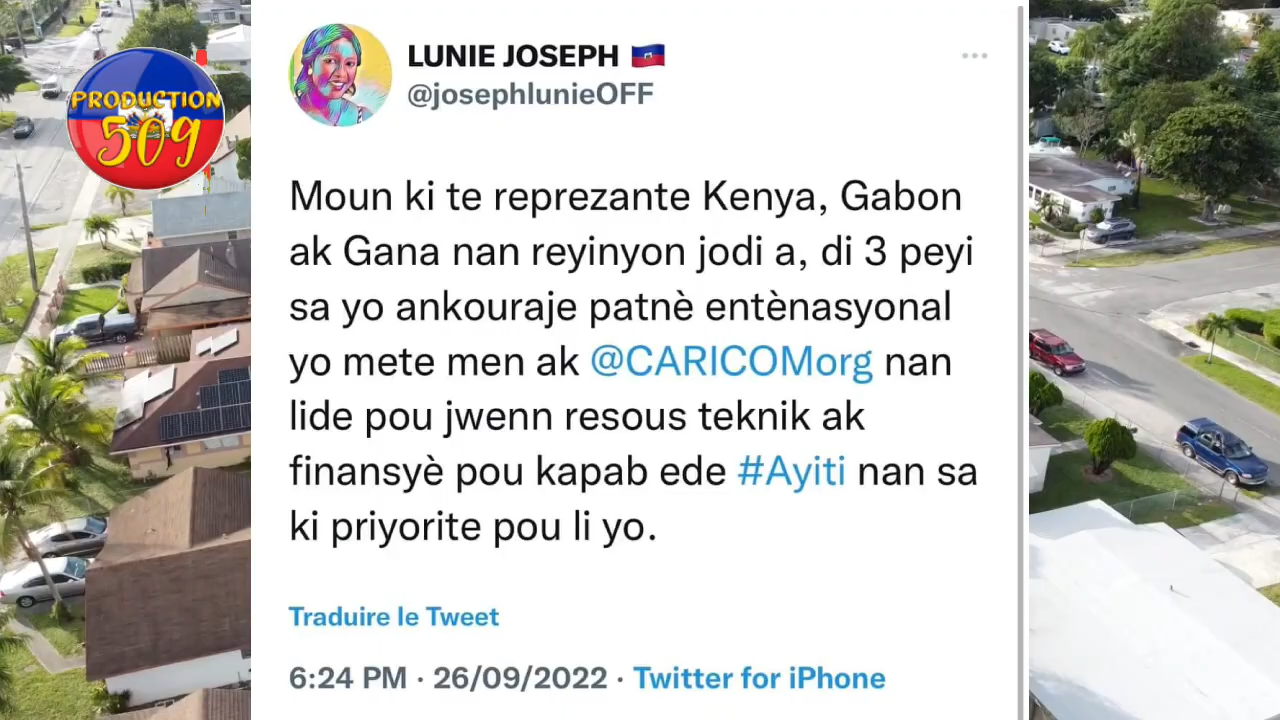 PRODUCTION
509
LUNIE JOSEPH
@josephlunieOFF
Moun ki te reprezante Kenya, Gabon
ak Gana nan reyinyon jodi a, di 3 peyi
sa yo ankouraje patnè entènasyonal
yo mete men ak @CARICOMorg nan
lide pou jwenn resous teknik ak
finansyè pou kapab ede #Ayiti nan sa
ki priyorite pou li yo.
Traduire le Tweet
6:24 PM · 26/09/2022 · Twitter for iPhone